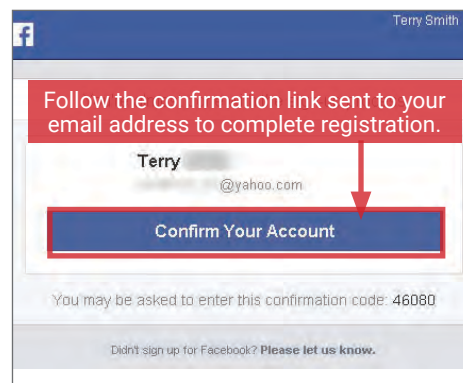 f
Terry Smith
Follow the confirmation link sent to your
email address to complete registration.
Terry
@yahoo.com
Confirm Your Account
You may be asked to enter this confirmation code: 46080
Didn't sign up for Facebook? Please let us know.